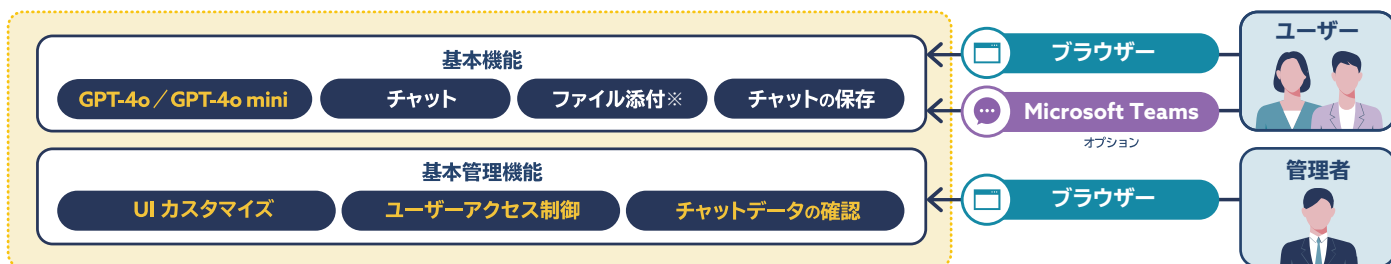 基本機能
GPT-4o／GPT-4o mini
チャット
ファイル添付※
チャットの保存
ブラウザー
Microsoft Teams
オプション
ユーザー
基本管理機能
UI カスタマイズ
ユーザーアクセス制御
チャットデータの確認
ブラウザー
管理者